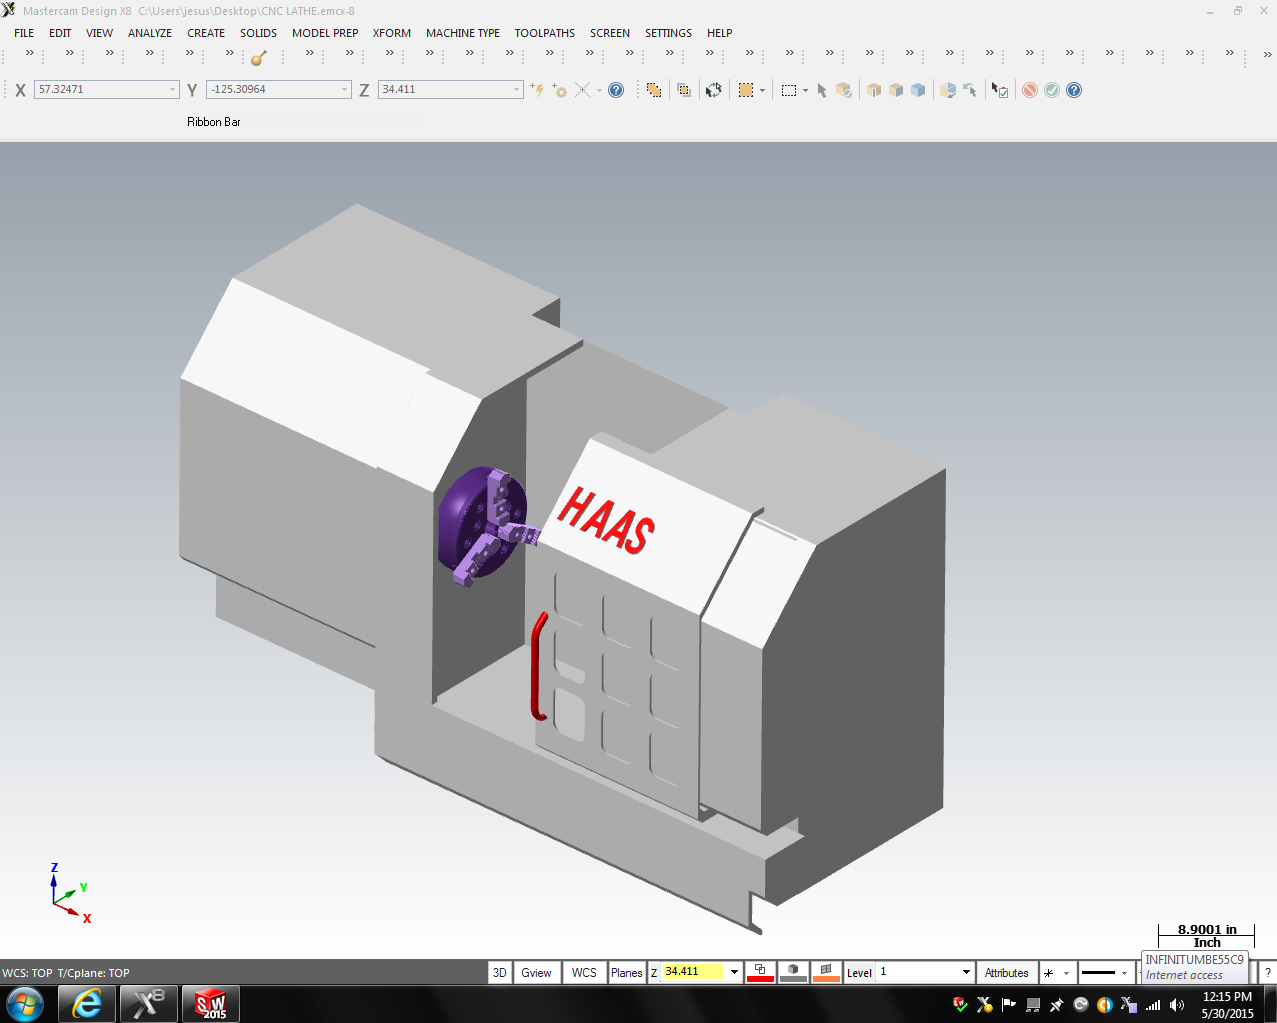 Mastercam Design X8 C:\Users\jesus\Desktop\CNC LATHE.emcx-8
FILE EDIT VIEW ANALYZE CREATE SOLIDS MODEL PREP XFORM MACHINE TYPE TOOLPATHS SCREEN SETTINGS HELP
X 57.32471 Y -125.30964 Z 34.411
Ribbon Bar
HAAS
Z
Y
X
8.9001 in
Inch
INFINITUMBE55C9
Internet access
WCS: TOP T/Cplane: TOP 3D Gview WCS Planes Z 34.411 Level 1 Attributes ?
X8 SW 2015
12:15 PM
5/30/2015